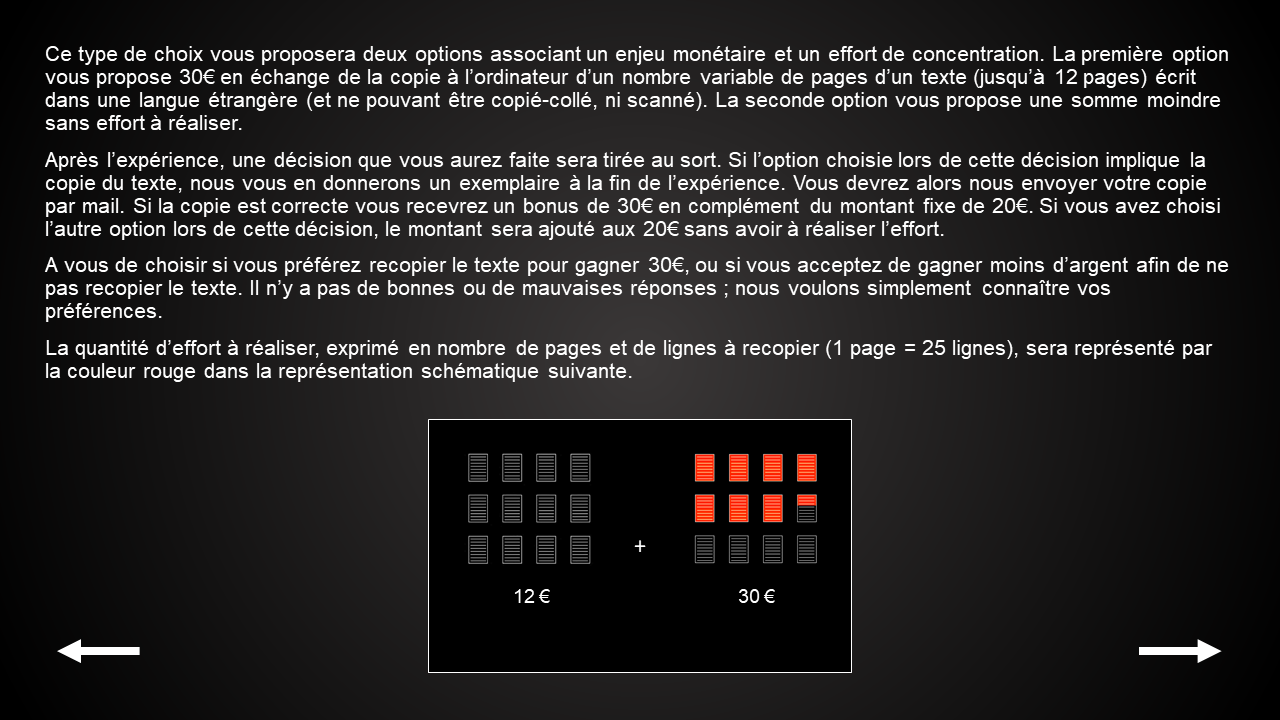 Ce type de choix vous proposera deux options associant un enjeu monétaire et un effort de concentration. La première option
vous propose 30€ en échange de la copie à l’ordinateur d’un nombre variable de pages d’un texte (jusqu’à 12 pages) écrit
dans une langue étrangère (et ne pouvant être copié-collé, ni scanné). La seconde option vous propose une somme moindre
sans effort à réaliser.
Après l’expérience, une décision que vous aurez faite sera tirée au sort. Si l’option choisie lors de cette décision implique la
copie du texte, nous vous en donnerons un exemplaire à la fin de l’expérience. Vous devrez alors nous envoyer votre copie
par mail. Si la copie est correcte vous recevrez un bonus de 30€ en complément du montant fixe de 20€. Si vous avez choisi
l’autre option lors de cette décision, le montant sera ajouté aux 20€ sans avoir à réaliser l’effort.
A vous de choisir si vous préférez recopier le texte pour gagner 30€, ou si vous acceptez de gagner moins d’argent afin de ne
pas recopier le texte. Il n’y a pas de bonnes ou de mauvaises réponses ; nous voulons simplement connaître vos
préférences.
La quantité d’effort à réaliser, exprimé en nombre de pages et de lignes à recopier (1 page = 25 lignes), sera représenté par
la couleur rouge dans la représentation schématique suivante.
+
12 € 30 €